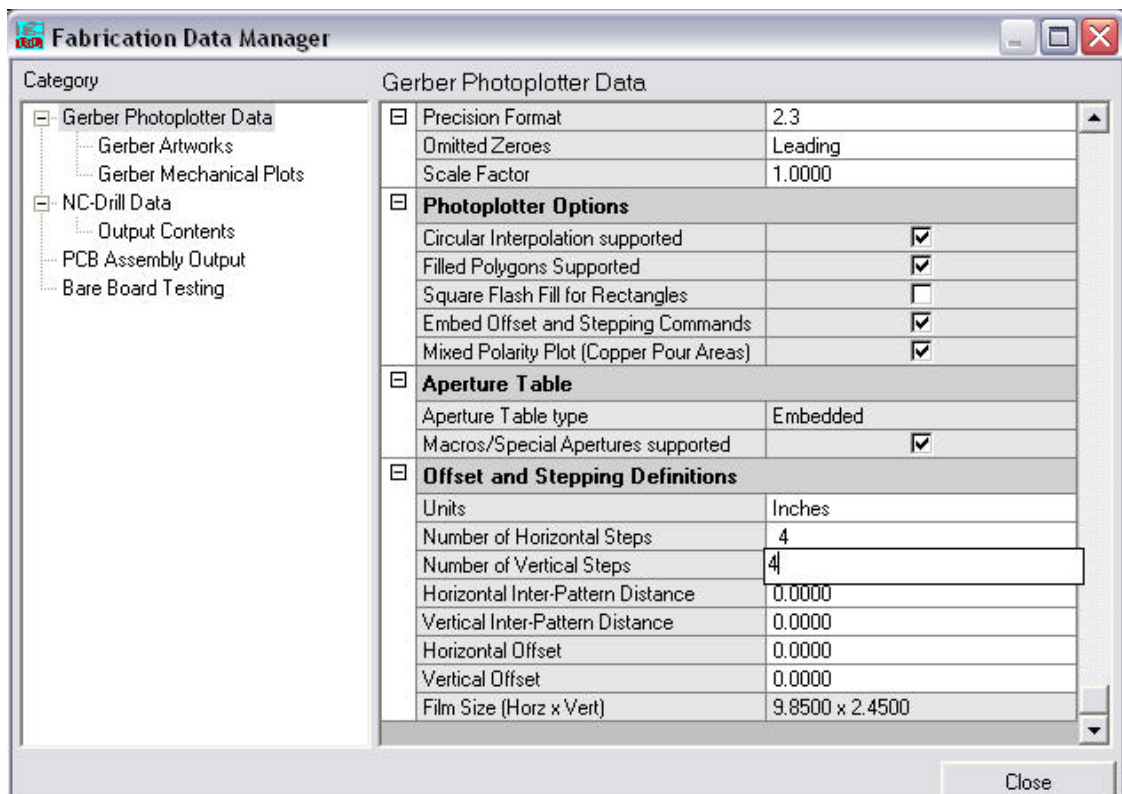 Fabrication Data Manager
Category
Gerber Photoplotter Data
Gerber Artworks
Gerber Mechanical Plots
NC-Drill Data
Output Contents
PCB Assembly Output
Bare Board Testing
Gerber Photoplotter Data
Precision Format 2.3
Omitted Zeroes Leading
Scale Factor 1.0000
Photoplotter Options
Circular Interpolation supported
Filled Polygons Supported
Square Flash Fill for Rectangles
Embed Offset and Stepping Commands
Mixed Polarity Plot (Copper Pour Areas)
Aperture Table
Aperture Table type Embedded
Macros/Special Apertures supported
Offset and Stepping Definitions
Units Inches
Number of Horizontal Steps 4
Number of Vertical Steps 4
Horizontal Inter-Pattern Distance 0.0000
Vertical Inter-Pattern Distance 0.0000
Horizontal Offset 0.0000
Vertical Offset 0.0000
Film Size (Horz x Vert) 9.8500 x 2.4500
Close